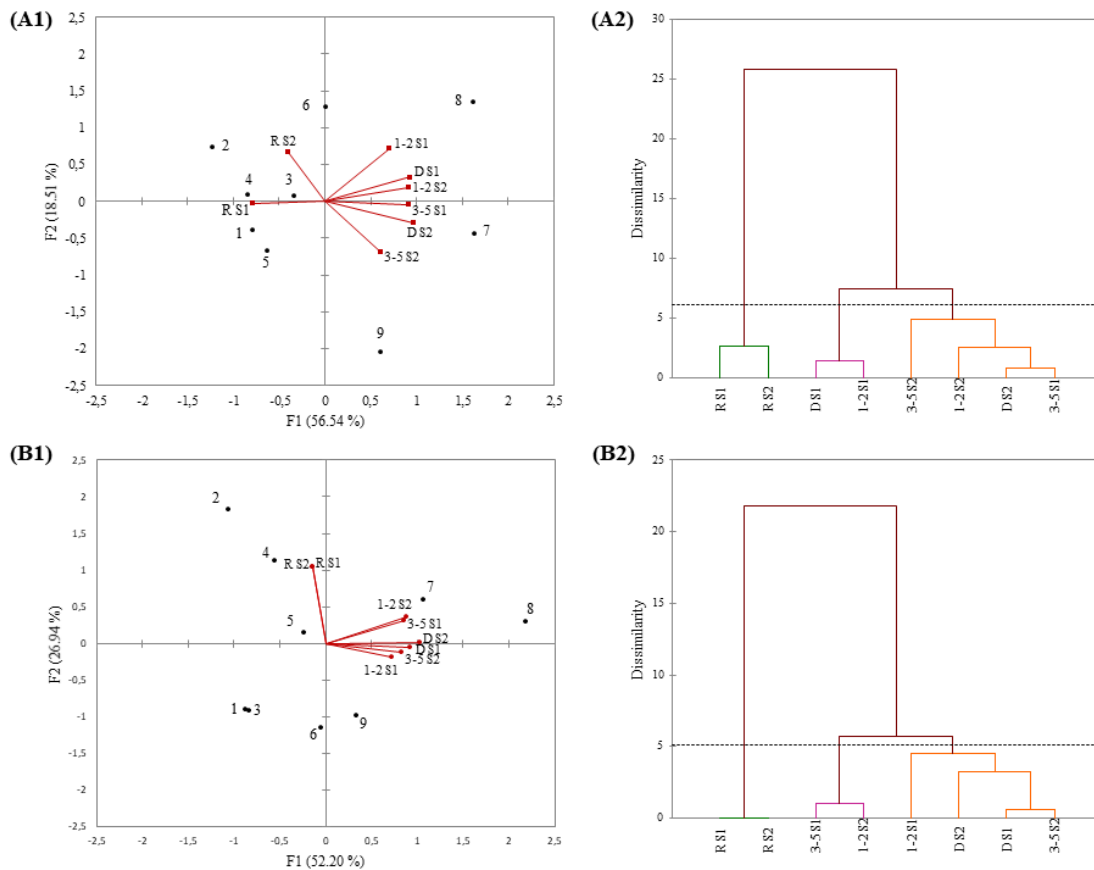 (A1)
2,5
2
1,5
1
0,5
0
-0,5
-1
-1,5
-2
-2,5
-2,5
-2
-1,5
-1
-0,5
0
0,5
1
1,5
2
2,5
F2 (18.51 %)
F1 (56.54 %)
6
8
2
R S2
1-2 S1
4
3
D S1
1-2 S2
R S1
3-5 S1
D S2
1
7
5
3-5 S2
9
(A2)
30
25
20
15
10
5
0
Dissimilarity
R S1
R S2
D S1
1-2 S1
3-5 S2
1-2 S2
D S2
3-5 S1
(B1)
2,5
2
1,5
1
0,5
0
-0,5
-1
-1,5
-2
-2,5
-2,5
-2
-1,5
-1
-0,5
0
0,5
1
1,5
2
2,5
F2 (26.94 %)
F1 (52.20 %)
2
4
R S2
R S1
7
8
1-2 S2
3-5 S1
5
D S2
D S1
3-5 S2
1-2 S1
1
3
6
9
(B2)
25
20
15
10
5
0
Dissimilarity
R S1
R S2
3-5 S1
1-2 S2
1-2 S1
D S2
D S1
3-5 S2